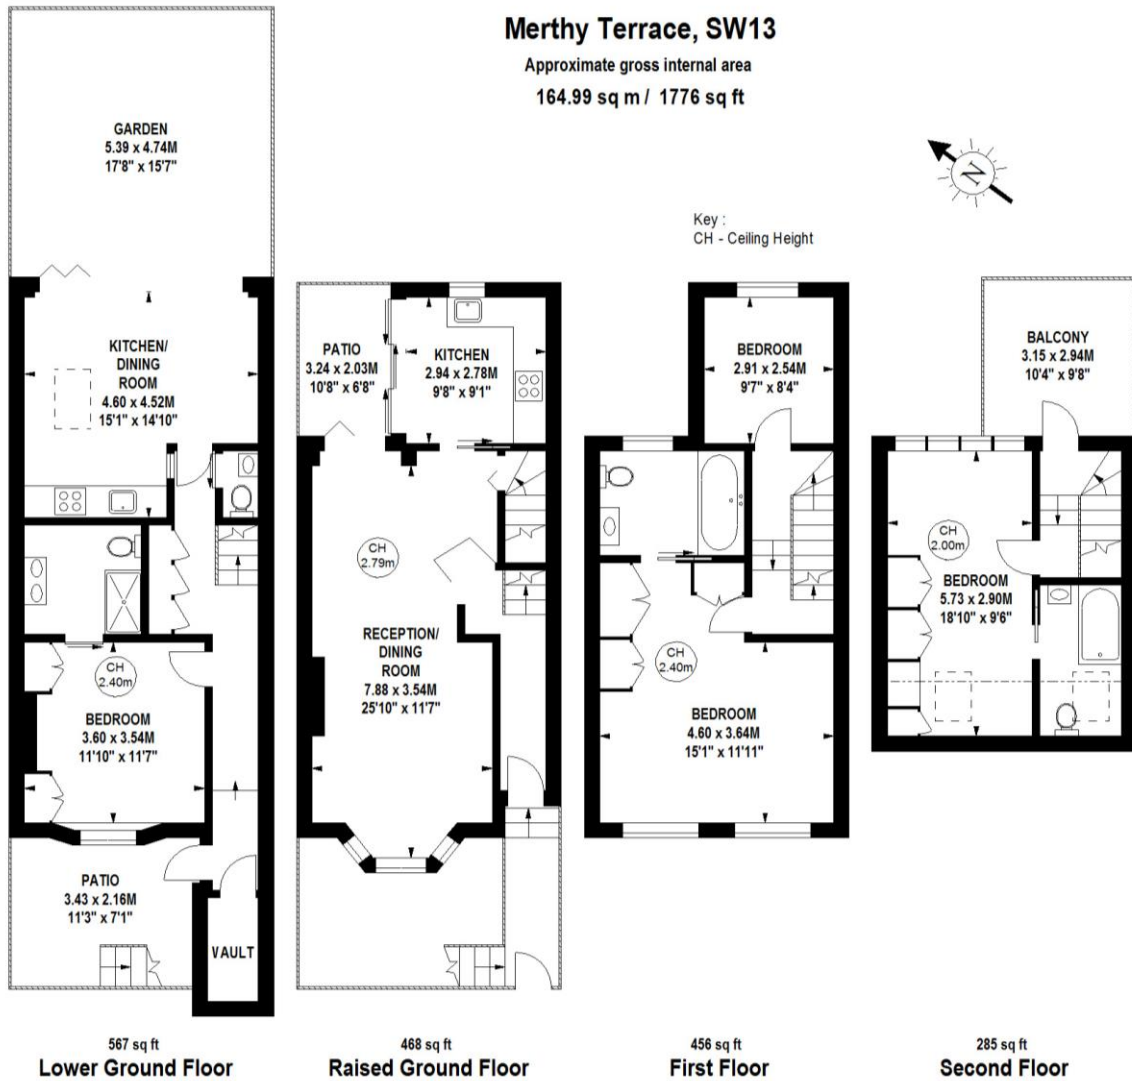 Merthy Terrace, SW13
Approximate gross internal area
164.99 sq m / 1776 sq ft
N
Key :
CH - Ceiling Height
GARDEN
5.39 x 4.74M
17'8" x 15'7"
KITCHEN/
DINING
ROOM
4.60 x 4.52M
15'1" x 14'10"
CH
2.40m
BEDROOM
3.60 x 3.54M
11'10" x 11'7"
PATIO
3.43 x 2.16M
11'3" x 7'1"
VAULT
567 sq ft
Lower Ground Floor
PATIO
3.24 x 2.03M
10'8" x 6'8"
KITCHEN
2.94 x 2.78M
9'8" x 9'1"
CH
2.79m
RECEPTION/
DINING
ROOM
7.88 x 3.54M
25'10" x 11'7"
468 sq ft
Raised Ground Floor
BEDROOM
2.91 x 2.54M
9'7" x 8'4"
CH
2.40m
BEDROOM
4.60 x 3.64M
15'1" x 11'11"
456 sq ft
First Floor
BALCONY
3.15 x 2.94M
10'4" x 9'8"
CH
2.00m
BEDROOM
5.73 x 2.90M
18'10" x 9'6"
285 sq ft
Second Floor